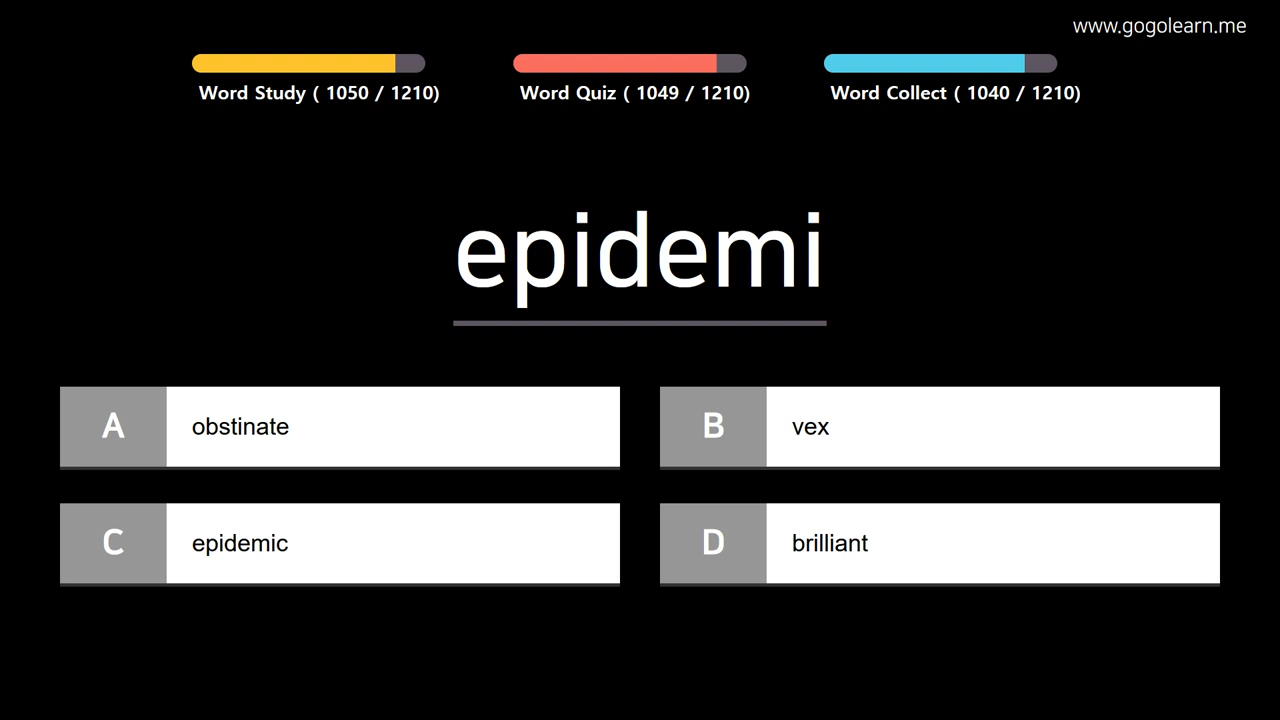 www.gogolearn.me
Word Study ( 1050 / 1210)
Word Quiz ( 1049 / 1210)
Word Collect ( 1040 / 1210)
epidemi
A obstinate
B vex
C epidemic
D brilliant